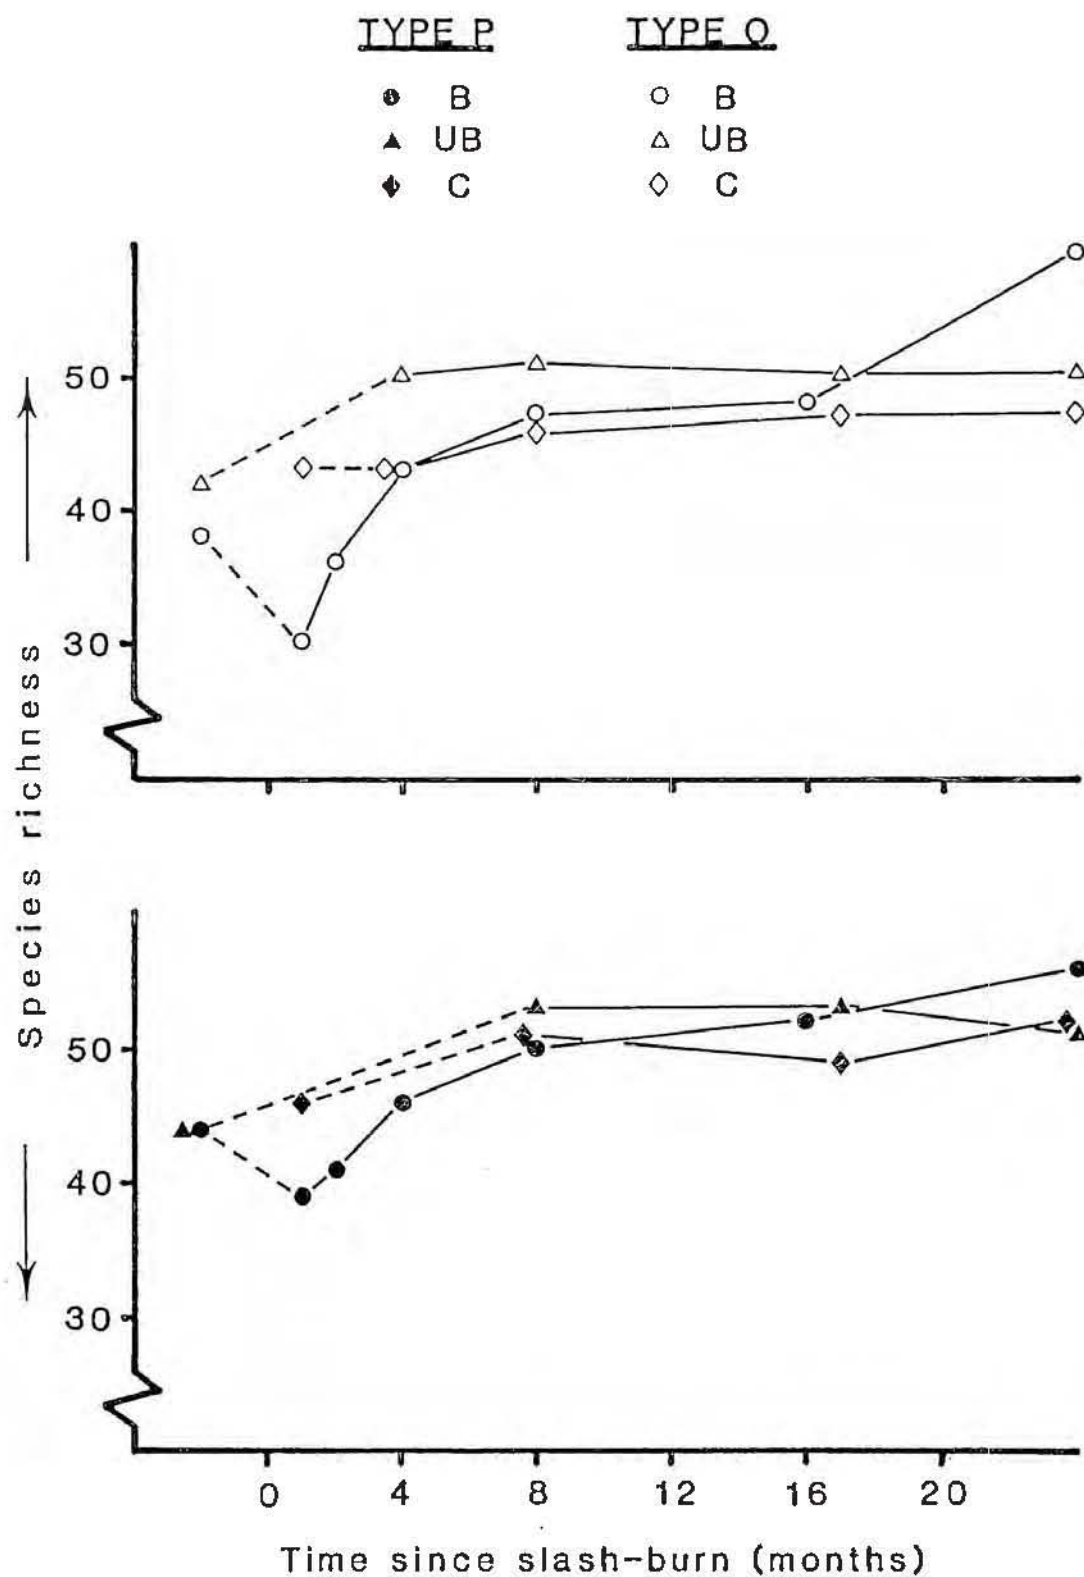 TYPE P TYPE O
B B
UB UB
C C
50
40
30
Species richness
50
40
30
0 4 8 12 16 20
Time since slash-burn (months)